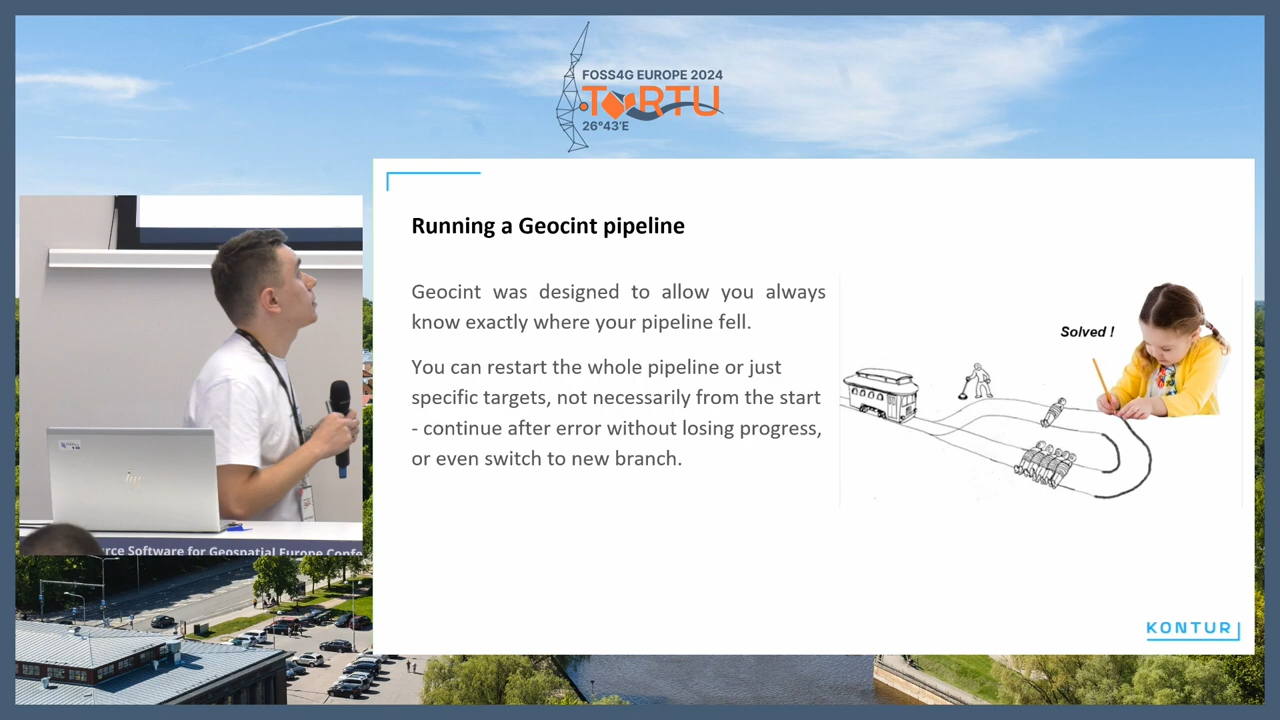 FOSS4G EUROPE 2024
TARTU
26°43'E
Running a Geocint pipeline
Geocint was designed to allow you always
know exactly where your pipeline fell.
You can restart the whole pipeline or just
specific targets, not necessarily from the start
- continue after error without losing progress,
or even switch to new branch.
Solved !
KONTUR
hp
urce Software for Geospatial Europe Confe